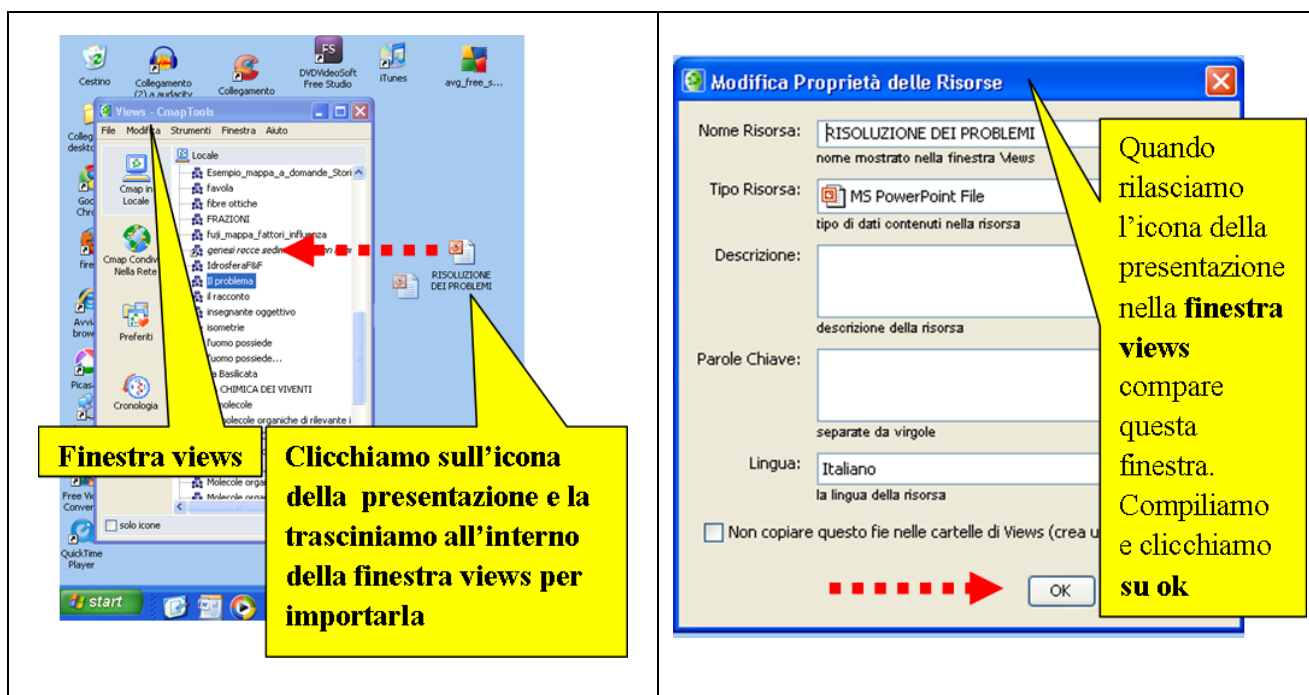 Cestino
Collegamento
(2) a audacity
Collegamento
DVDVideoSoft
Free Studio
iTunes
avg_free_s...
Views - CmapTools
File Modifica Strumenti Finestra Aiuto
Locale
Cmap in
Locale
Nella Rete
Preferiti
Cronologia
Esempio_mappa_a_domande_Stori
favola
fibre ottiche
FRAZIONI
fuji_mappa_fattori_influenza
genesi rocce
IdrosferaF&F
Il problema
il racconto
insegnante oggettivo
isometrie
l'uomo possiede
l'uomo possiede...
Basilicata
CHIMICA DEI VIVENTI
molecole
molecole organiche di rilevante i
solo icone
RISOLUZIONE
DEI PROBLEMI
QuickTime
Player
start
Finestra views
Clicchiamo sull'icona
della presentazione e la
trasciniamo all'interno
della finestra views per
importarla
Modifica Proprietà delle Risorse
Nome Risorsa: RISOLUZIONE DEI PROBLEMI
nome mostrato nella finestra Views
Tipo Risorsa: MS PowerPoint File
tipo di dati contenuti nella risorsa
Descrizione:
descrizione della risorsa
Parole Chiave:
separate da virgole
Lingua: Italiano
la lingua della risorsa
Non copiare questo fie nelle cartelle di Views (crea u
OK
Quando
rilasciamo
l'icona della
presentazione
nella finestra
views
compare
questa
finestra.
Compiliamo
e clicchiamo
su ok